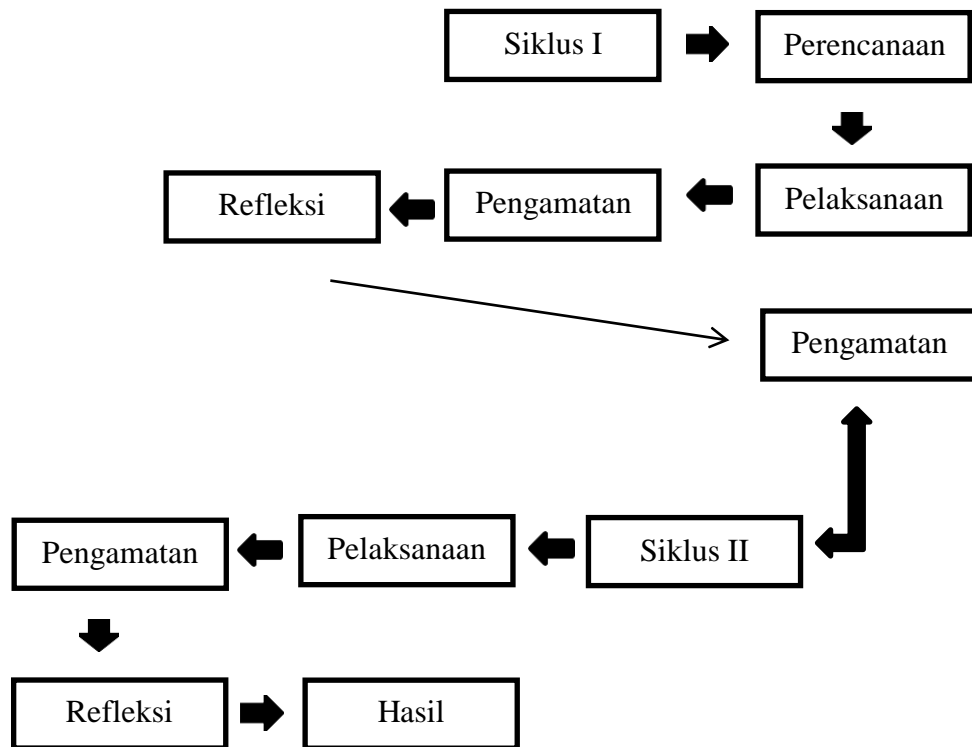 Siklus I
Perencanaan
Refleksi
Pengamatan
Pelaksanaan
Pengamatan
Pengamatan
Pelaksanaan
Siklus II
Refleksi
Hasil